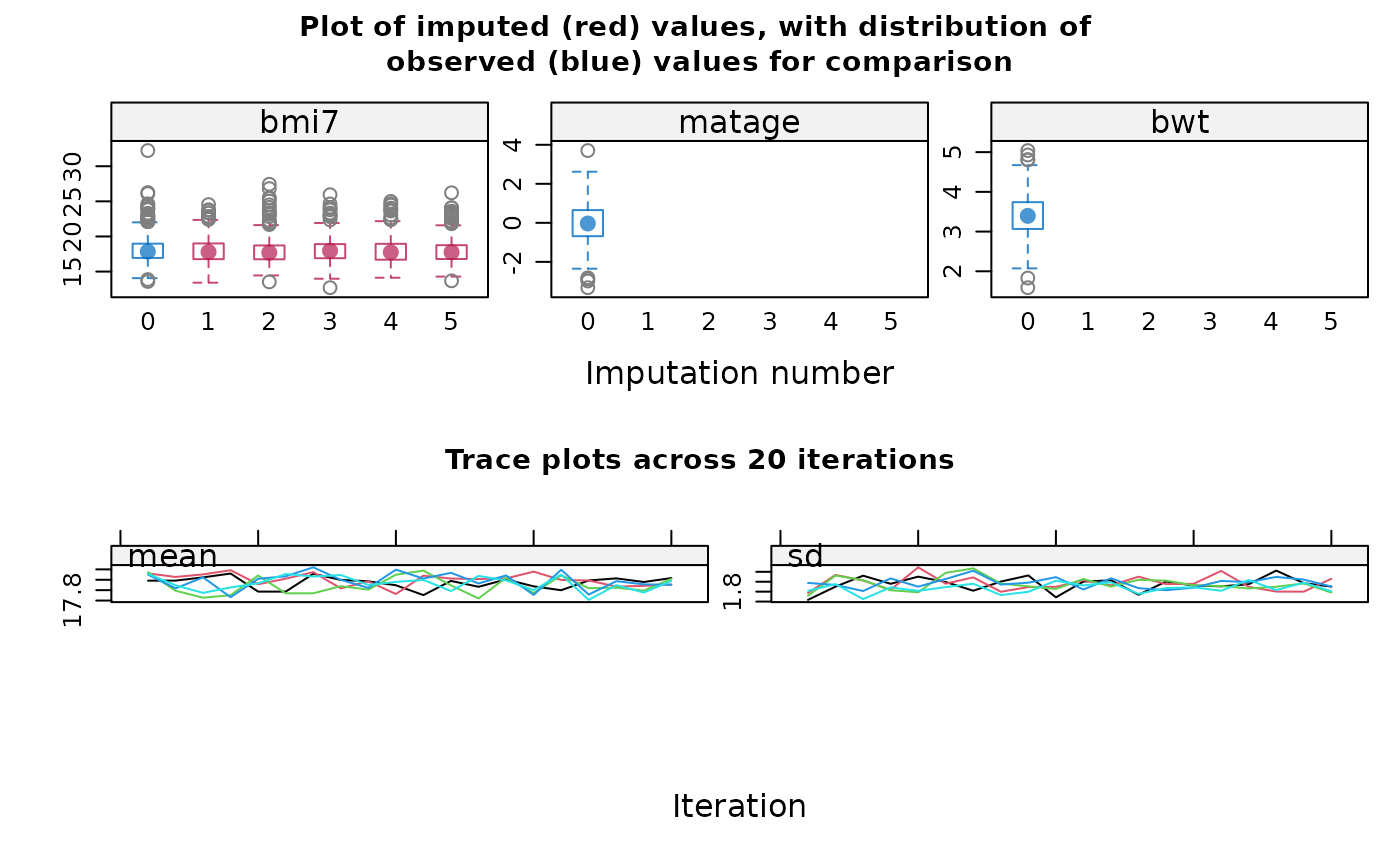 Plot of imputed (red) values, with distribution of
observed (blue) values for comparison
bmi7
matage
bwt
15 20 25 30
-2 0 2 4
2 3 4 5
0 1 2 3 4 5
0 1 2 3 4 5
0 1 2 3 4 5
Imputation number
Trace plots across 20 iterations
mean
sd
17.8
1.8
Iteration